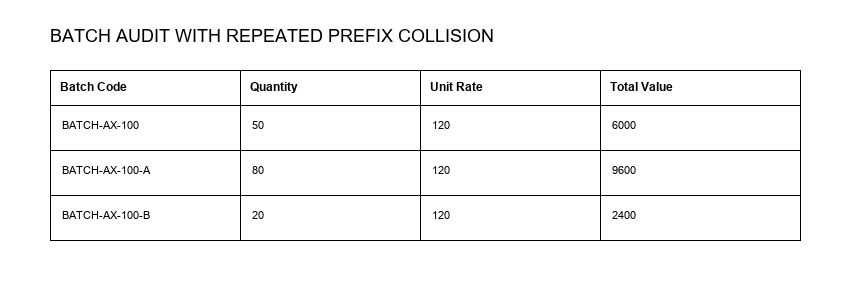 BATCH AUDIT WITH REPEATED PREFIX COLLISION
Batch Code Quantity Unit Rate Total Value
BATCH-AX-100 50 120 6000
BATCH-AX-100-A 80 120 9600
BATCH-AX-100-B 20 120 2400